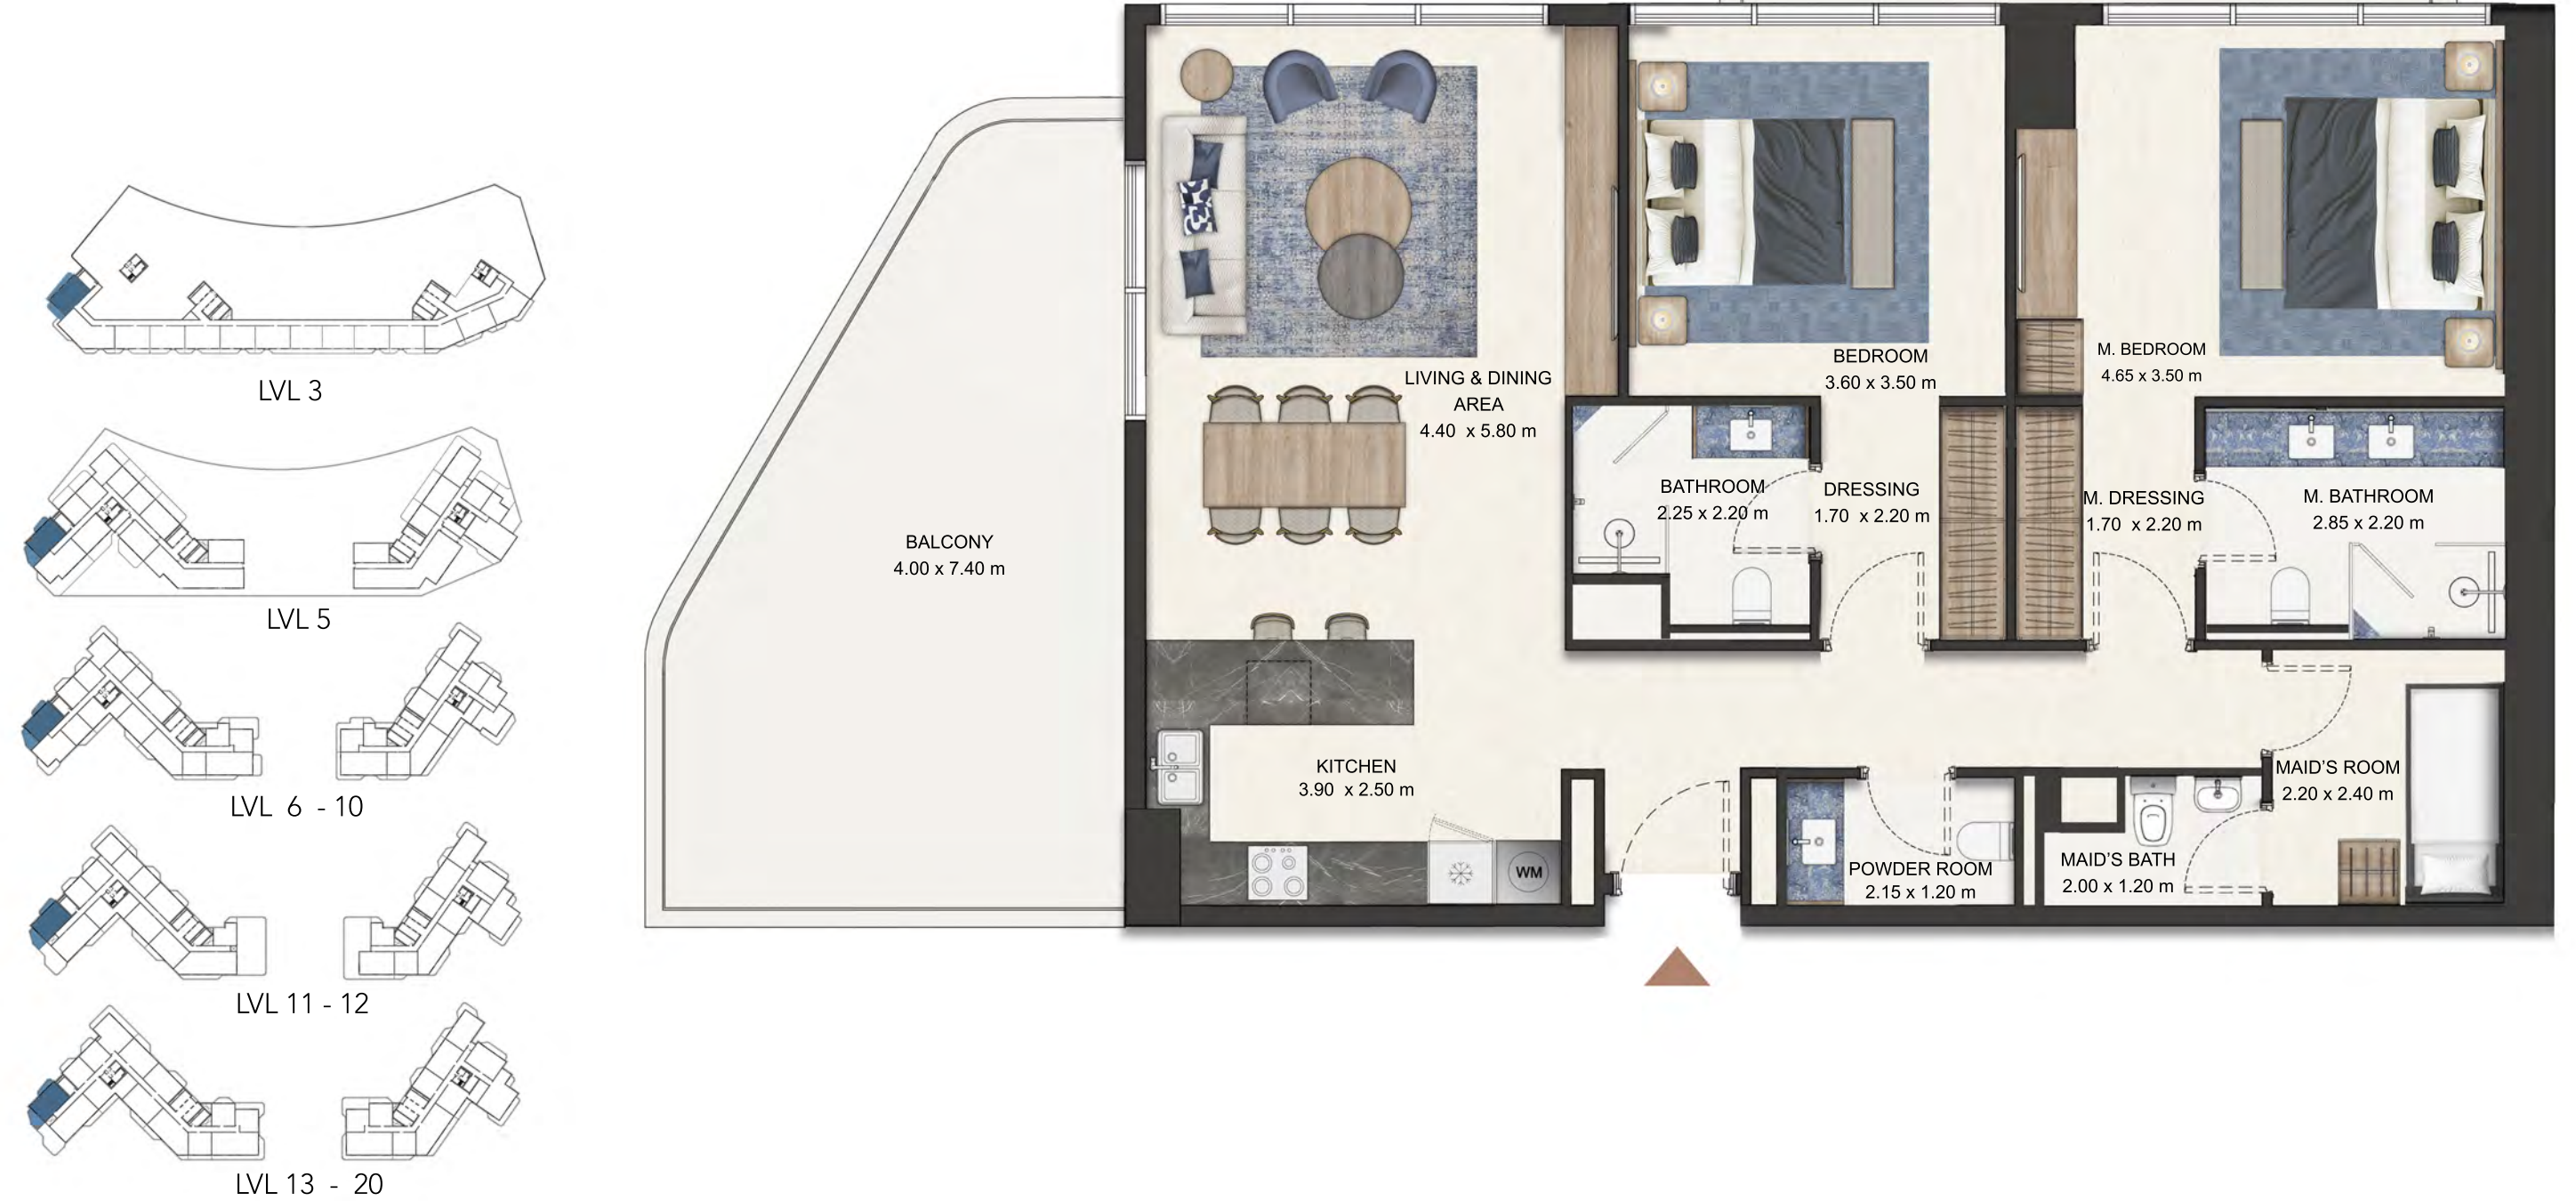 LVL 3
LVL 5
LVL 6 - 10
LVL 11 - 12
LVL 13 - 20
BALCONY
4.00 x 7.40 m
LIVING & DINING
AREA
4.40 x 5.80 m
KITCHEN
3.90 x 2.50 m
WM
BEDROOM
3.60 x 3.50 m
M. BEDROOM
4.65 x 3.50 m
BATHROOM
2.25 x 2.20 m
DRESSING
1.70 x 2.20 m
M. DRESSING
1.70 x 2.20 m
M. BATHROOM
2.85 x 2.20 m
POWDER ROOM
2.15 x 1.20 m
MAID'S BATH
2.00 x 1.20 m
MAID'S ROOM
2.20 x 2.40 m